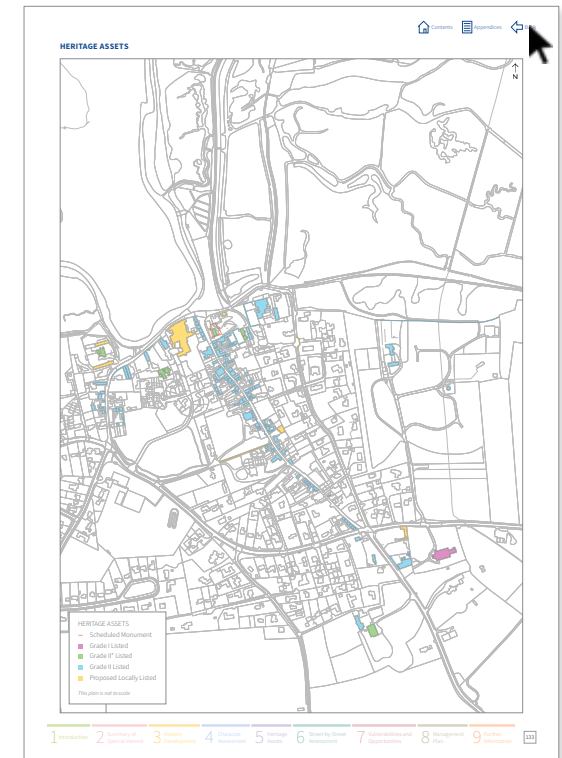 Contents
Appendices
HERITAGE ASSETS
N
HERITAGE ASSETS
Scheduled Monument
Grade I Listed
Grade II* Listed
Grade II Listed
Proposed Locally Listed
This plan is not to scale
1 Introduction
2 Summary of Special Interest
3 Historic Development
4 Character Assessment
5 Heritage Assets
6 Street-by-Street Assessment
7 Vulnerabilities and Opportunities
8 Management Plan
9 Further Information
133